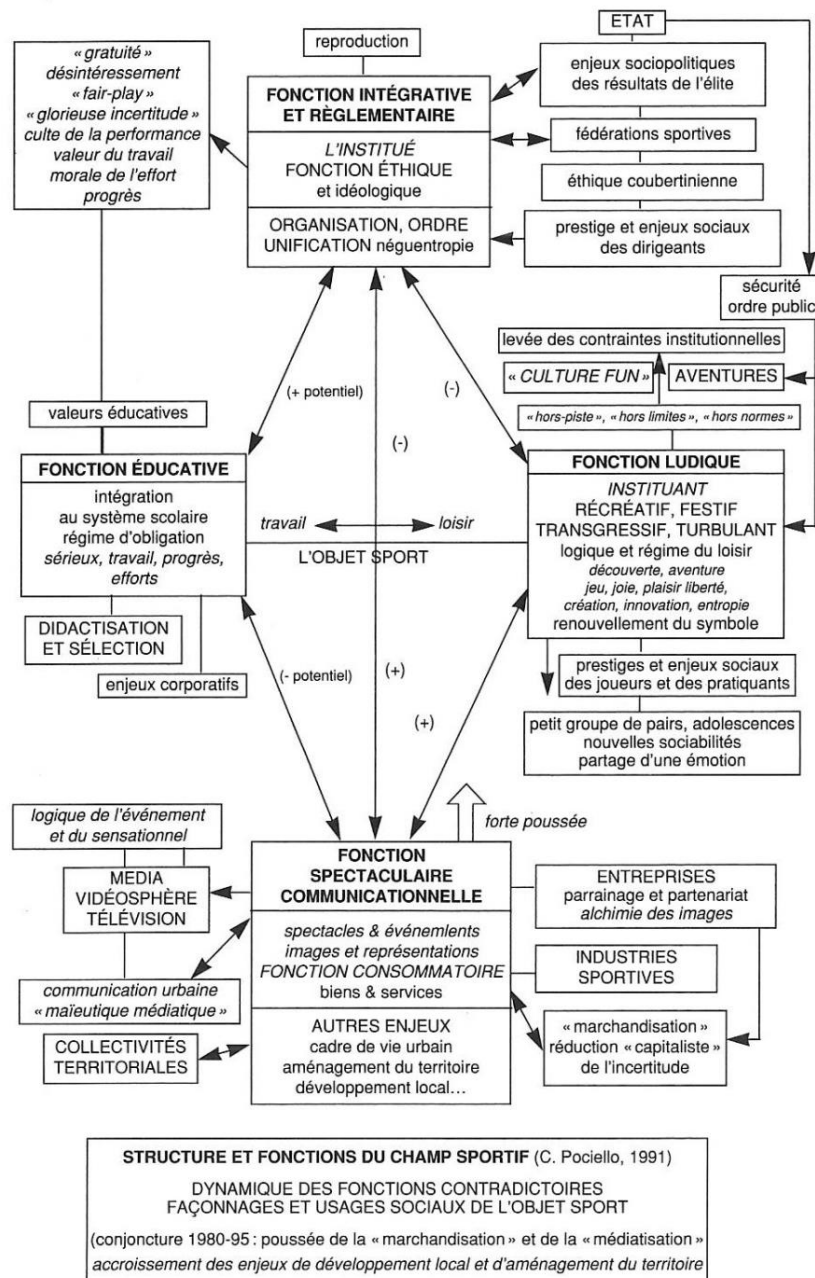 ETAT
« gratuité »
désintéressement
« fair-play »
« glorieuse incertitude »
culte de la performance
valeur du travail
morale de l'effort
progrès
reproduction
FONCTION INTÉGRATIVE
ET RÈGLEMENTAIRE
L'INSTITUÉ
FONCTION ÉTHIQUE
et idéologique
ORGANISATION, ORDRE
UNIFICATION néguentropie
enjeux sociopolitiques
des résultats de l'élite
fédérations sportives
éthique coubertinienne
prestige et enjeux sociaux
des dirigeants
sécurité
ordre public
levée des contraintes institutionnelles
« CULTURE FUN »
AVENTURES
« hors-piste », « hors limites », « hors normes »
(+ potentiel)
(-)
(-)
valeurs éducatives
FONCTION ÉDUCATIVE
intégration
au système scolaire
régime d'obligation
sérieux, travail, progrès,
efforts
DIDACTISATION
ET SÉLECTION
enjeux corporatifs
travail
loisir
L'OBJET SPORT
FONCTION LUDIQUE
INSTITUANT
RÉCRÉATIF, FESTIF
TRANSGRESSIF, TURBULANT
logique et régime du loisir
découverte, aventure
jeu, joie, plaisir liberté,
création, innovation, entropie
renouvellement du symbole
prestiges et enjeux sociaux
des joueurs et des pratiquants
petit groupe de pairs, adolescences
nouvelles sociabilités
partage d'une émotion
(- potentiel)
(+)
(+)
forte poussée
logique de l'événement
et du sensationnel
MEDIA
VIDÉOSPHÈRE
TÉLÉVISION
communication urbaine
« maïeutique médiatique »
COLLECTIVITÉS
TERRITORIALES
FONCTION
SPECTACULAIRE
COMMUNICATIONNELLE
spectacles & événemlents
images et représentations
FONCTION CONSOMMATOIRE
biens & services
AUTRES ENJEUX
cadre de vie urbain
aménagement du territoire
développement local...
ENTREPRISES
parrainage et partenariat
alchimie des images
INDUSTRIES
SPORTIVES
« marchandisation »
réduction « capitaliste »
de l'incertitude
STRUCTURE ET FONCTIONS DU CHAMP SPORTIF (C. Pociello, 1991)
DYNAMIQUE DES FONCTIONS CONTRADICTOIRES
FAÇONNAGES ET USAGES SOCIAUX DE L'OBJET SPORT
(conjoncture 1980-95 : poussée de la « marchandisation » et de la « médiatisation »
accroissement des enjeux de développement local et d'aménagement du territoire